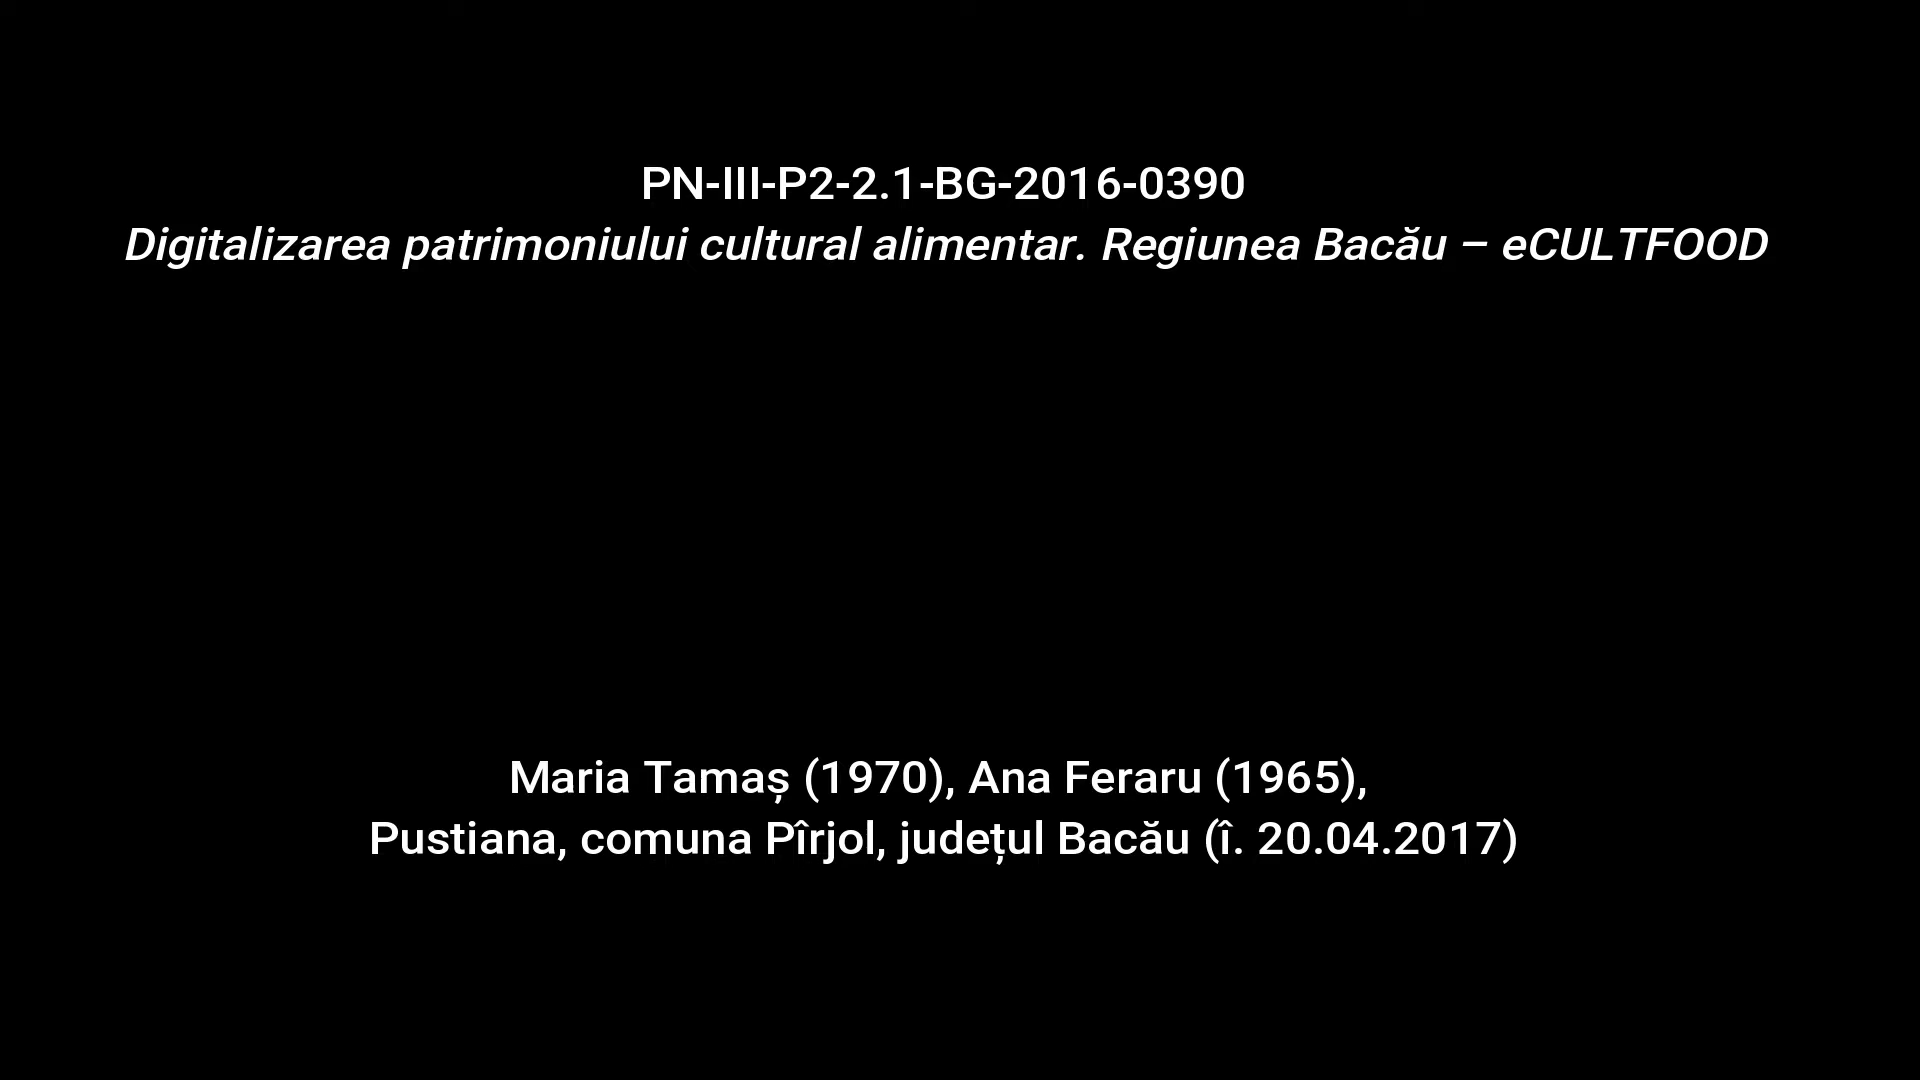 PN-III-P2-2.1-BG-2016-0390
Digitalizarea patrimoniului cultural alimentar. Regiunea Bacău – eCULTFOOD
Maria Tamaș (1970), Ana Feraru (1965),
Pustiana, comuna Pîrjol, județul Bacău (î. 20.04.2017)